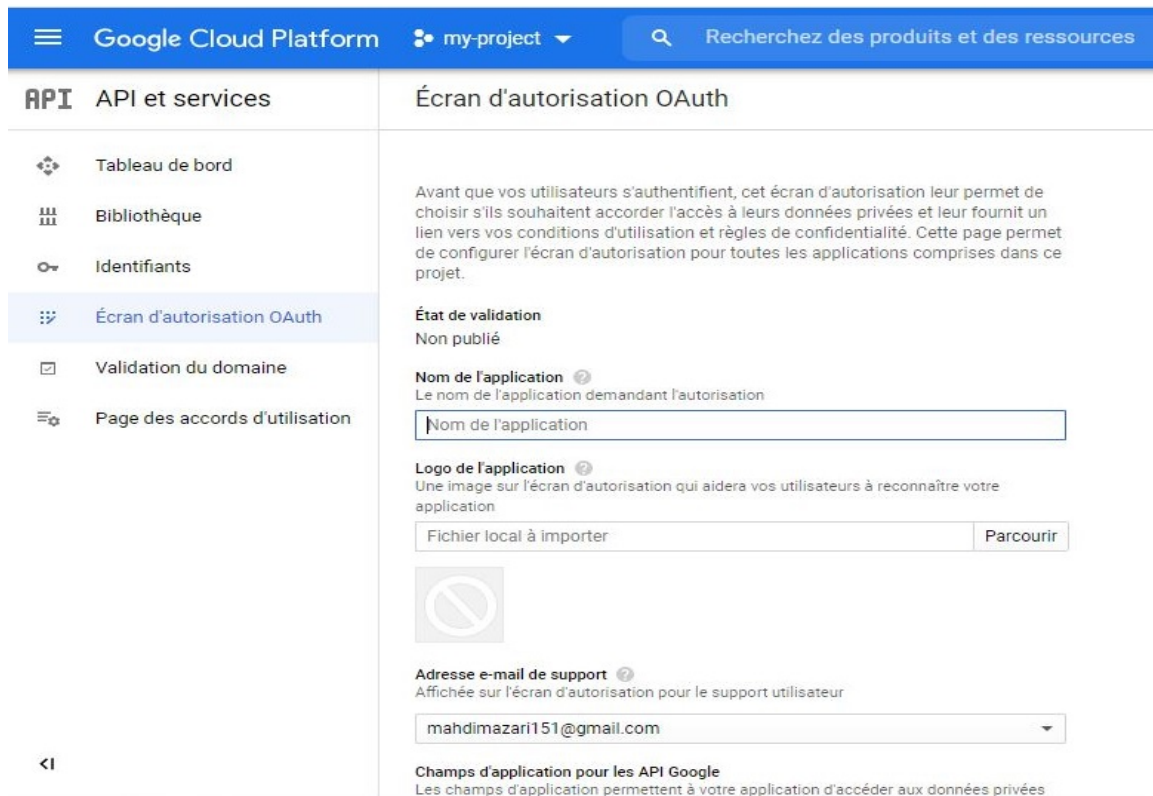 Google Cloud Platform
my-project
Recherchez des produits et des ressources
API
API et services
Écran d'autorisation OAuth
Tableau de bord
Bibliothèque
Identifiants
Écran d'autorisation OAuth
Validation du domaine
Page des accords d'utilisation
Avant que vos utilisateurs s'authentifient, cet écran d'autorisation leur permet de
choisir s'ils souhaitent accorder l'accès à leurs données privées et leur fournit un
lien vers vos conditions d'utilisation et règles de confidentialité. Cette page permet
de configurer l'écran d'autorisation pour toutes les applications comprises dans ce
projet.
État de validation
Non publié
Nom de l'application
Le nom de l'application demandant l'autorisation
Nom de l'application
Logo de l'application
Une image sur l'écran d'autorisation qui aidera vos utilisateurs à reconnaître votre
application
Fichier local à importer
Parcourir
Adresse e-mail de support
Affichée sur l'écran d'autorisation pour le support utilisateur
mahdimazari151@gmail.com
Champs d'application pour les API Google
Les champs d'application permettent à votre application d'accéder aux données privées